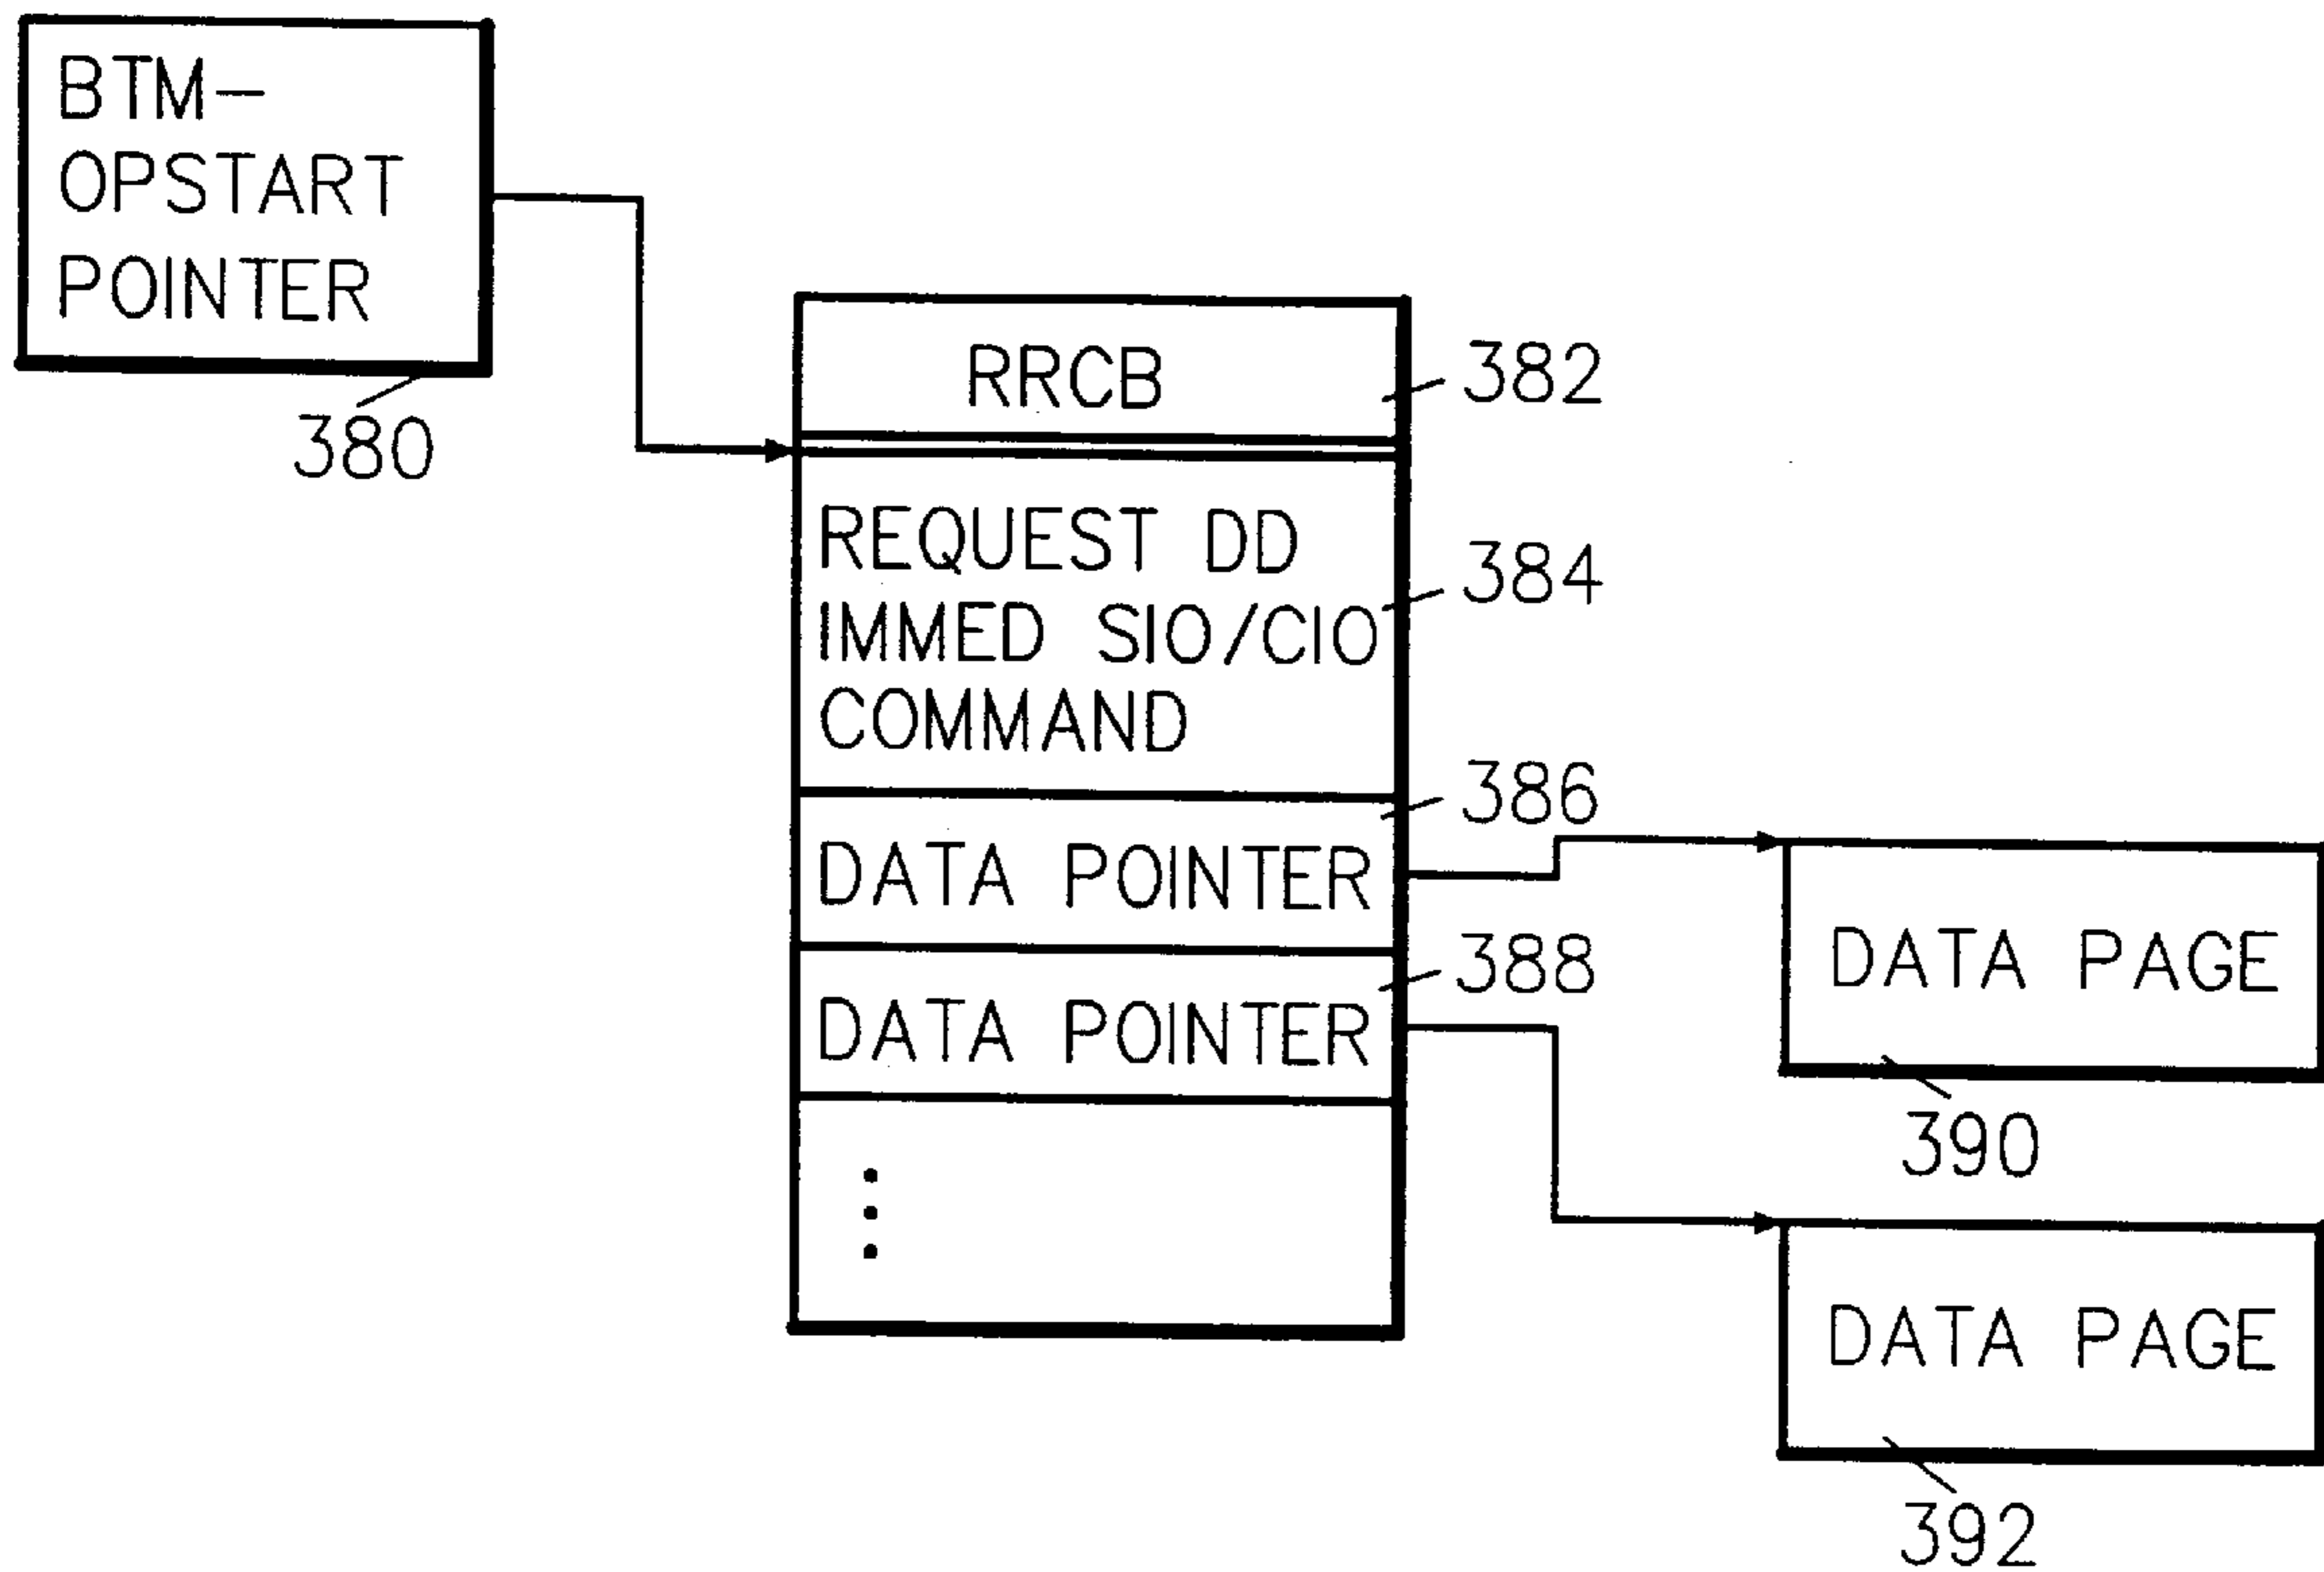 BTM-
OPSTART
POINTER
380
RRCB
382
REQUEST DD
IMMED SIO/CIO
COMMAND
384
386
DATA POINTER
388
DATA POINTER
DATA PAGE
390
DATA PAGE
392